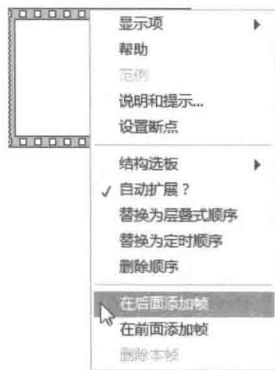 显示项
帮助
范例
说明和提示...
设置断点
结构选板
✓ 自动扩展？
替换为层叠式顺序
替换为定时顺序
删除顺序
在后面添加帧
在前面添加帧
删除本帧